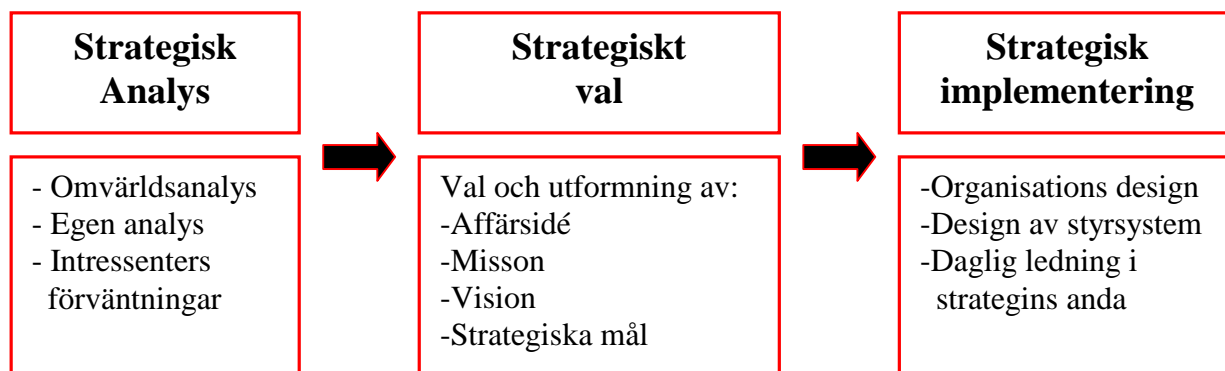 Strategisk
Analys
- Omvärldsanalys
- Egen analys
- Intressenters
förväntningar
Strategiskt
val
Val och utformning av:
-Affärsidé
-Misson
-Vision
-Strategiska mål
Strategisk
implementering
-Organisations design
-Design av styrsystem
-Daglig ledning i
strategins anda